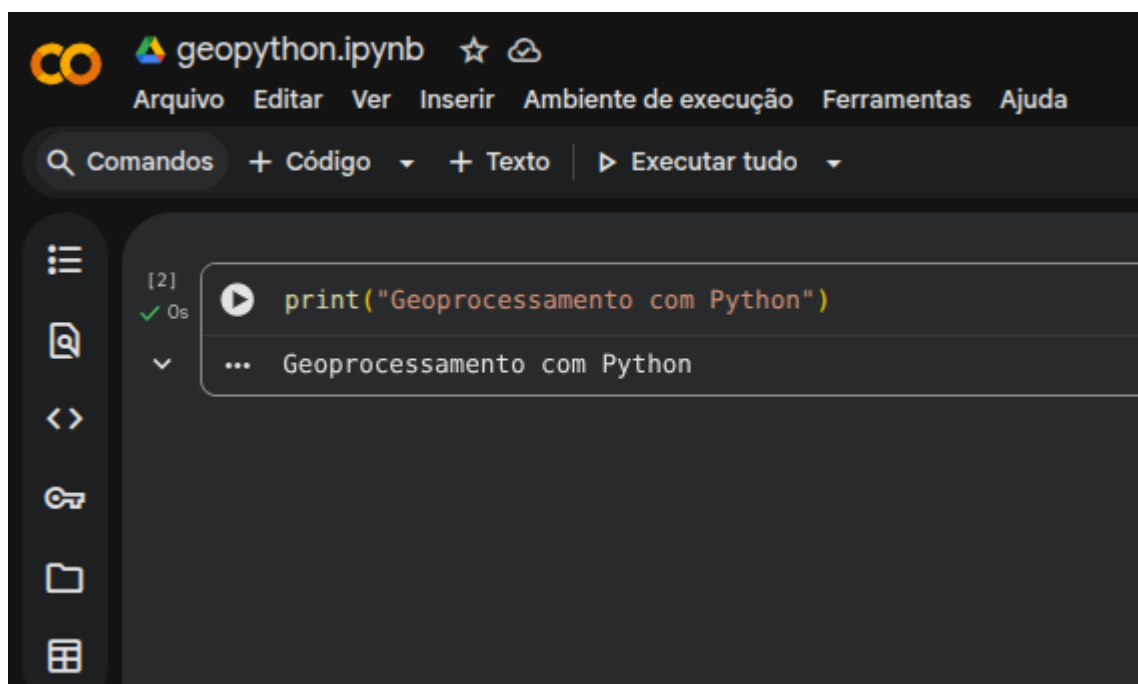 geopython.ipynb
Arquivo Editar Ver Inserir Ambiente de execução Ferramentas Ajuda
Comandos + Código + Texto Executar tudo
[2]
0s
print("Geoprocessamento com Python")
... Geoprocessamento com Python